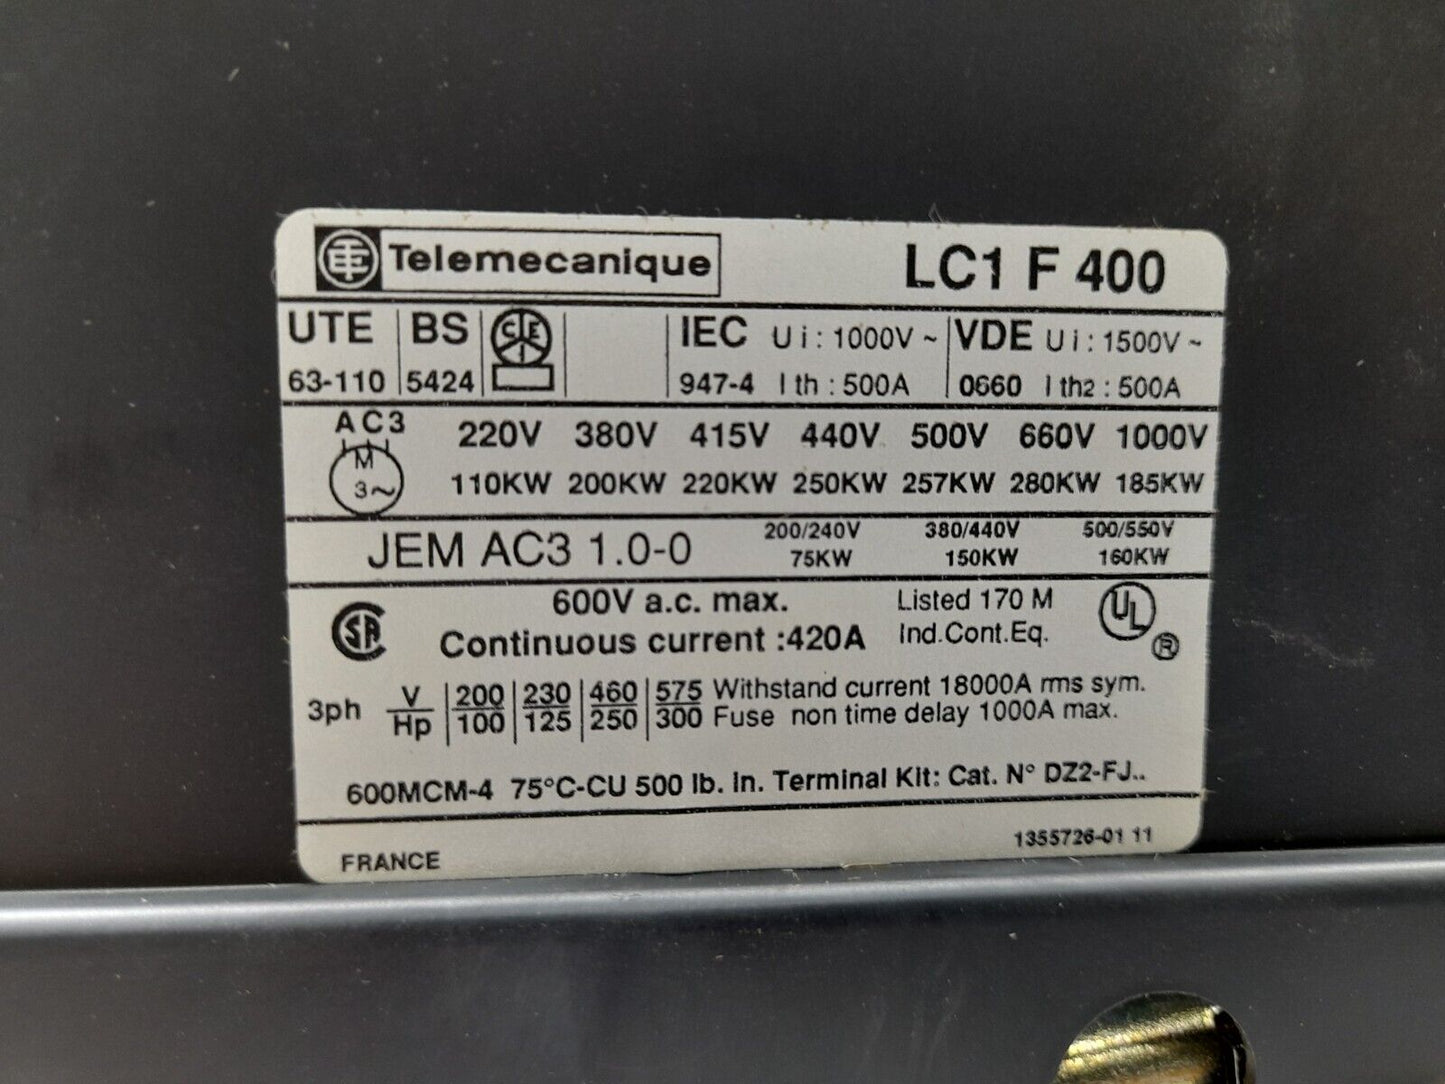 TE Telemecanique LC1 F 400
UTE BS CEI IEC Ui : 1000V ~ VDE Ui : 1500V ~
63-110 5424 947-4 Ith : 500A 0660 Ith2 : 500A
AC3 220V 380V 415V 440V 500V 660V 1000V
M 3~ 110KW 200KW 220KW 250KW 257KW 280KW 185KW
JEM AC3 1.0-0 200/240V 380/440V 500/550V
75KW 150KW 160KW
600V a.c. max. Listed 170 M UL
SA Continuous current :420A Ind.Cont.Eq. ®
3ph V 200 230 460 575 Withstand current 18000A rms sym.
Hp 100 125 250 300 Fuse non time delay 1000A max.
600MCM-4 75°C-CU 500 lb. In. Terminal Kit: Cat. N° DZ2-FJ..
FRANCE 1355726-01 11